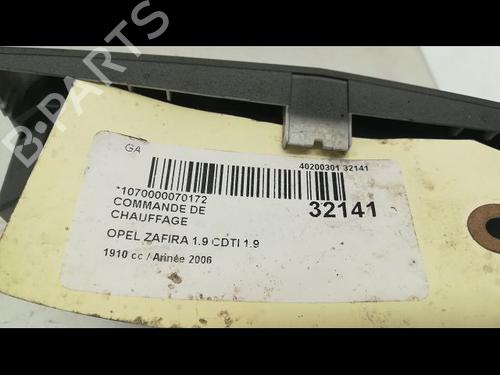 B-PARTS
GA
40200301 32141
*1070000070172
32141
COMMANDE DE
CHAUFFAGE
OPEL ZAFIRA 1.9 CDTI 1.9
1910 cc / Année 2006